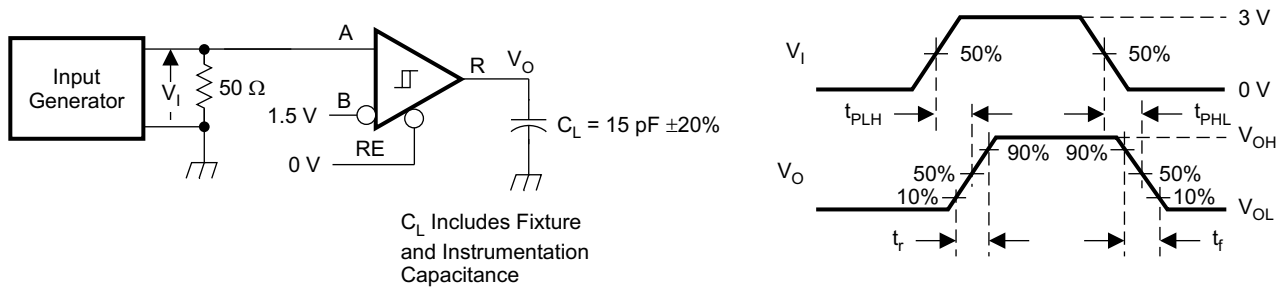 Input
Generator
V_I
50 Ω
A
B
1.5 V
RE
0 V
R
V_O
C_L = 15 pF ±20%
C_L Includes Fixture
and Instrumentation
Capacitance
V_I
50%
50%
3 V
0 V
t_PLH
t_PHL
V_O
50%
10%
90%
90%
50%
10%
V_OH
V_OL
t_r
t_f